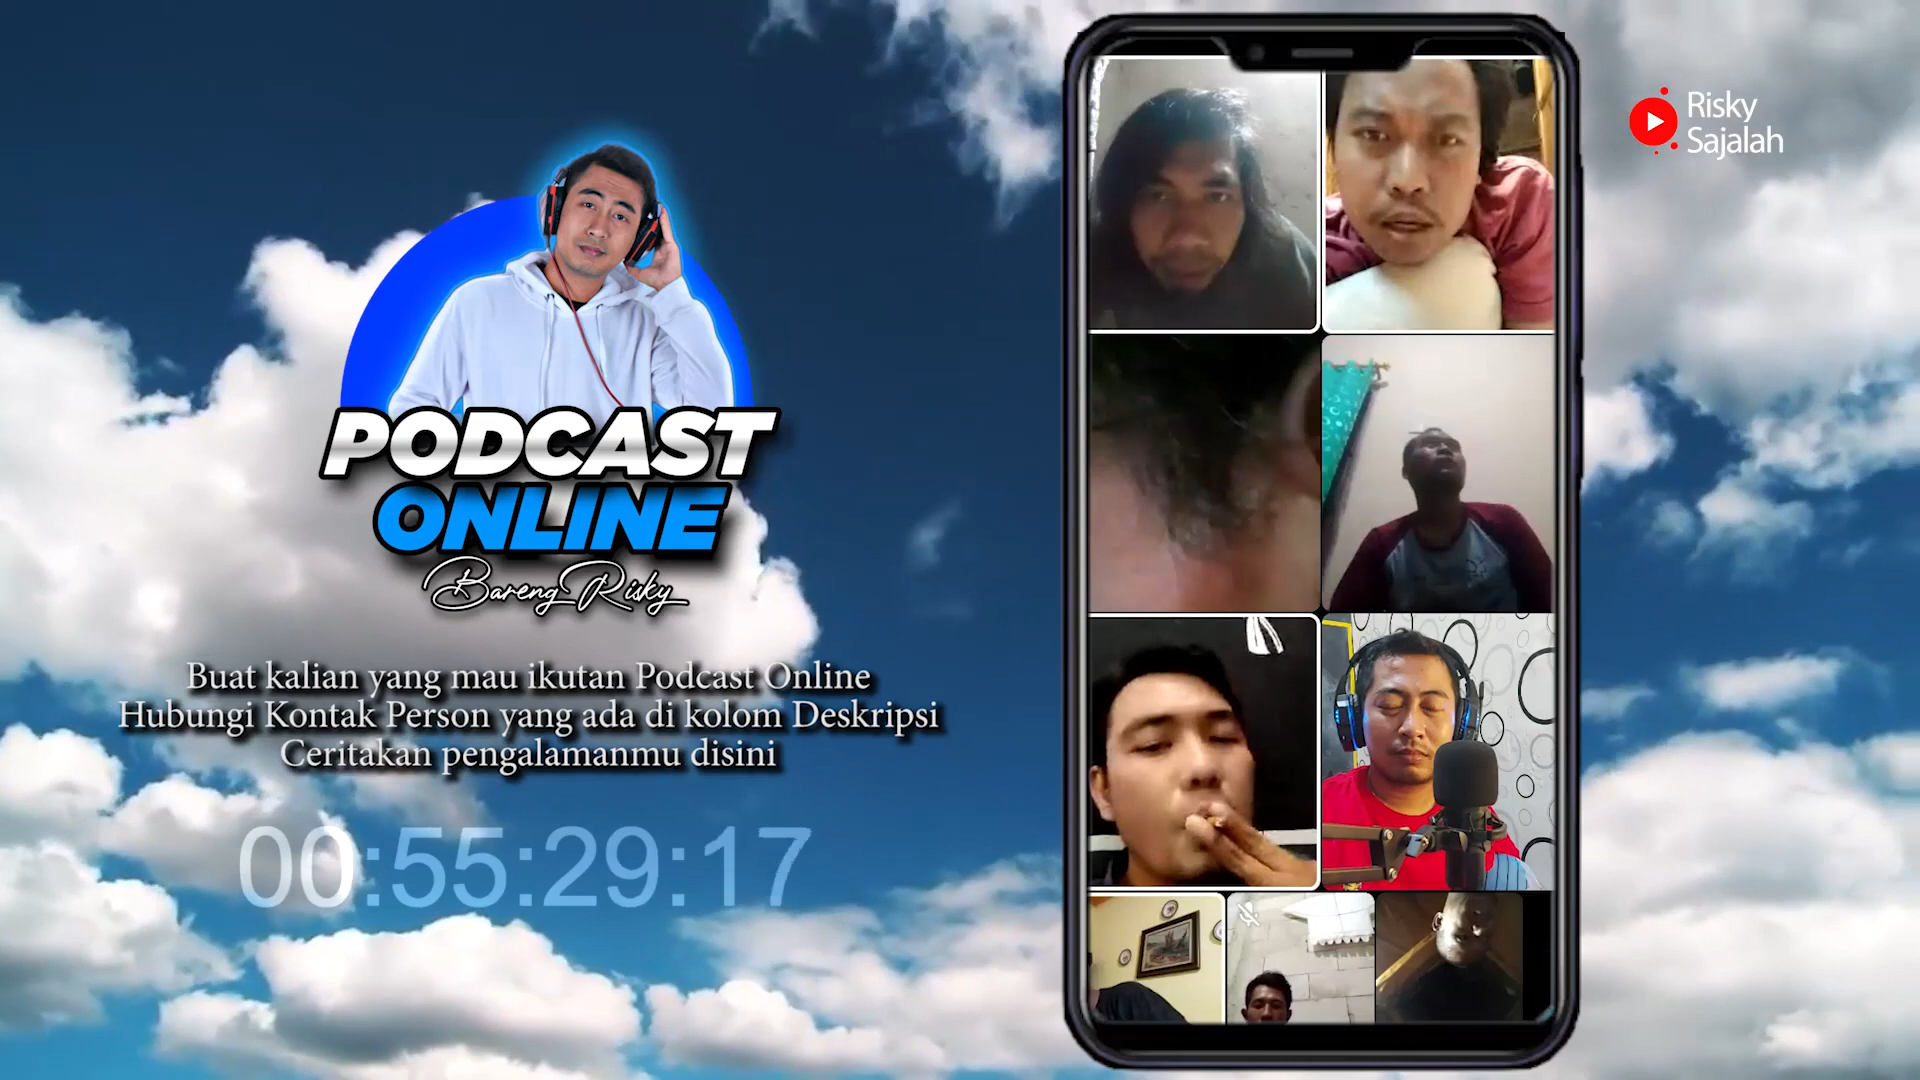 PODCAST
ONLINE
Bareng Risky
Buat kalian yang mau ikutan Podcast Online
Hubungi Kontak Person yang ada di kolom Deskripsi
Ceritakan pengalamanmu disini
00:55:29:17
Risky
Sajalah